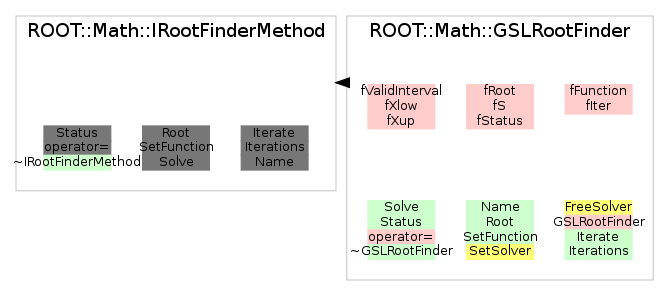 ROOT::Math::IRootFinderMethod
Status
operator=
~IRootFinderMethod
Root
SetFunction
Solve
Iterate
Iterations
Name
ROOT::Math::GSLRootFinder
fValidInterval
fXlow
fXup
fRoot
fS
fStatus
fFunction
fIter
Solve
Status
operator=
~GSLRootFinder
Name
Root
SetFunction
SetSolver
FreeSolver
GSLRootFinder
Iterate
Iterations